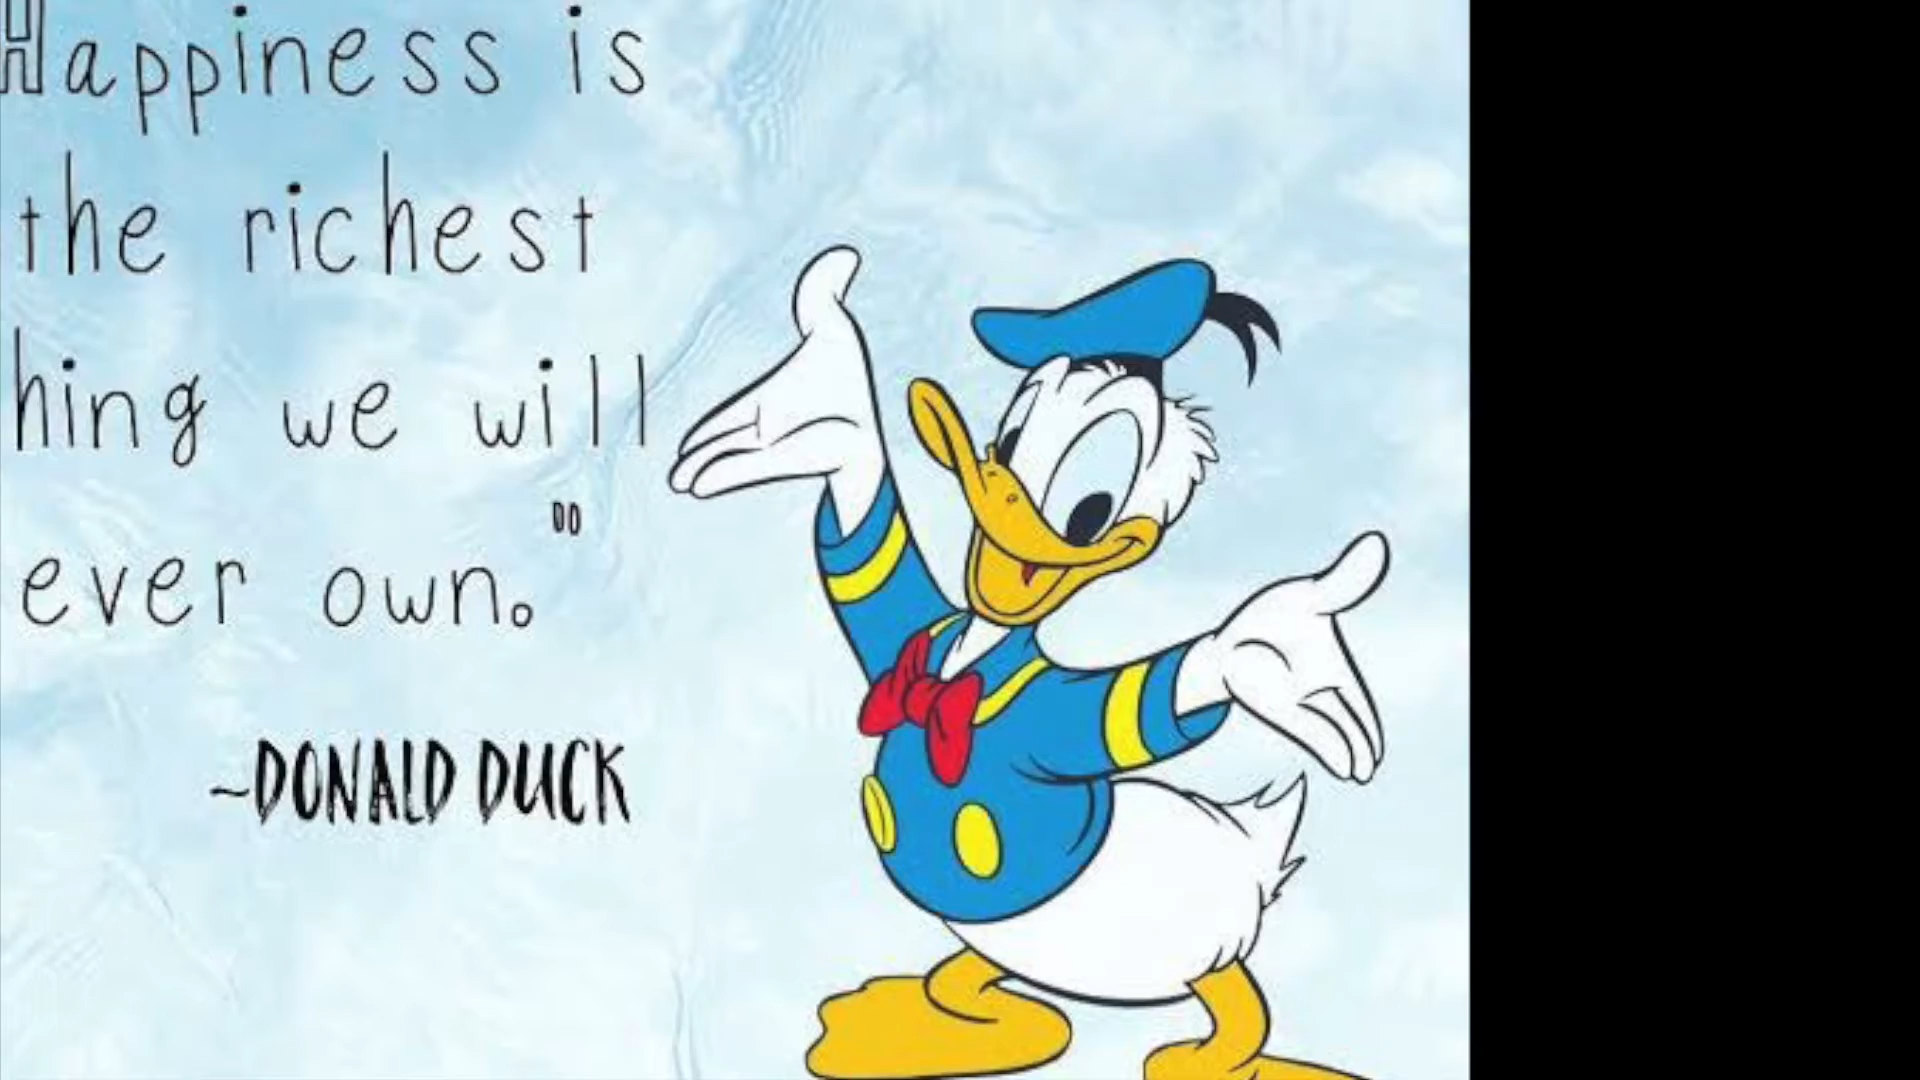 Happiness is
the richest
hing we will
ever own."
~DONALD DUCK